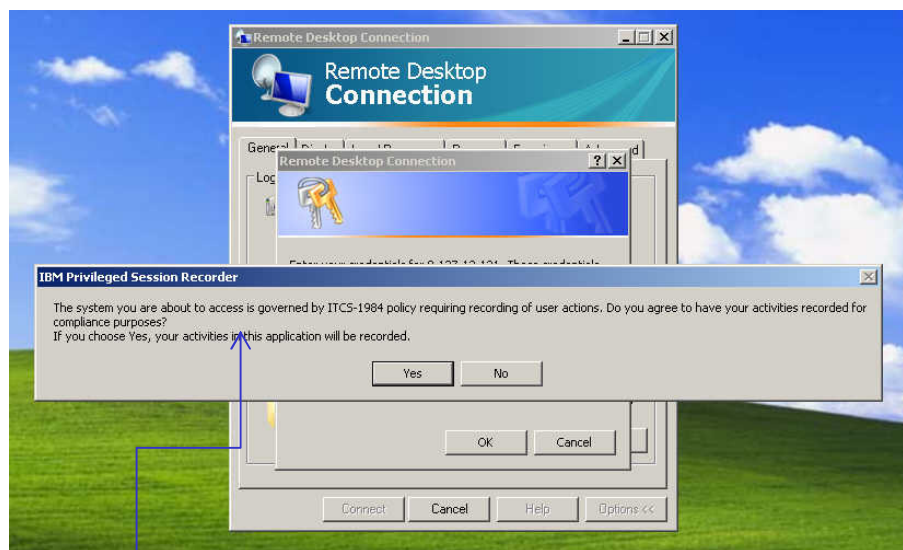 Remote Desktop Connection
Remote Desktop
Connection
General
Remote Desktop Connection
Log
IBM Privileged Session Recorder
The system you are about to access is governed by ITCS-1984 policy requiring recording of user actions. Do you agree to have your activities recorded for
compliance purposes?
If you choose Yes, your activities in this application will be recorded.
Yes No
OK Cancel
Connect Cancel Help Options <<